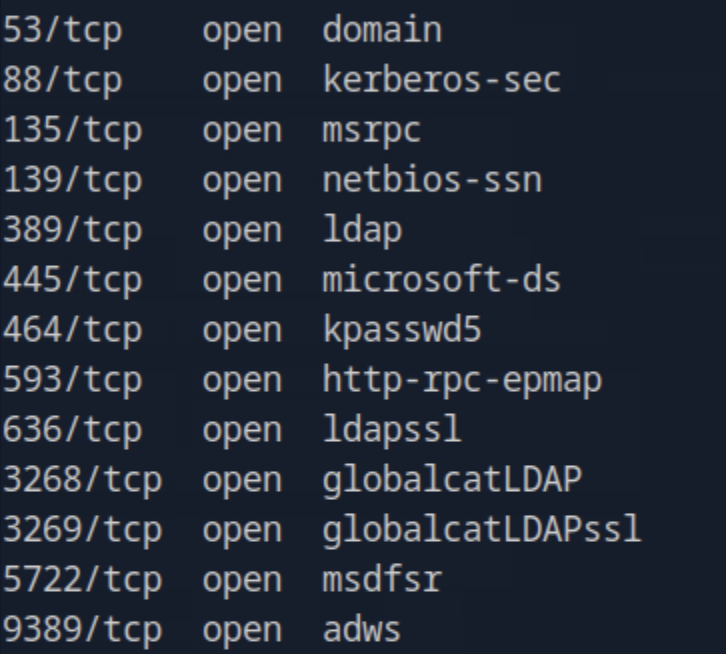 53/tcp    open  domain
88/tcp    open  kerberos-sec
135/tcp   open  msrpc
139/tcp   open  netbios-ssn
389/tcp   open  ldap
445/tcp   open  microsoft-ds
464/tcp   open  kpasswd5
593/tcp   open  http-rpc-epmap
636/tcp   open  ldapssl
3268/tcp  open  globalcatLDAP
3269/tcp  open  globalcatLDAPssl
5722/tcp  open  msdfsr
9389/tcp  open  adws